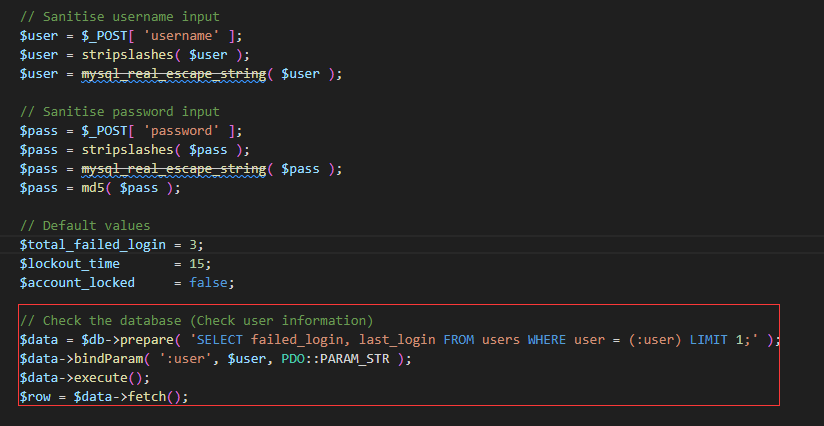 // Sanitise username input
$user = $_POST[ 'username' ];
$user = stripslashes( $user );
$user = mysql_real_escape_string( $user );
// Sanitise password input
$pass = $_POST[ 'password' ];
$pass = stripslashes( $pass );
$pass = mysql_real_escape_string( $pass );
$pass = md5( $pass );
// Default values
$total_failed_login = 3;
$lockout_time       = 15;
$account_locked     = false;
// Check the database (Check user information)
$data = $db->prepare( 'SELECT failed_login, last_login FROM users WHERE user = (:user) LIMIT 1;' );
$data->bindParam( ':user', $user, PDO::PARAM_STR );
$data->execute();
$row = $data->fetch();